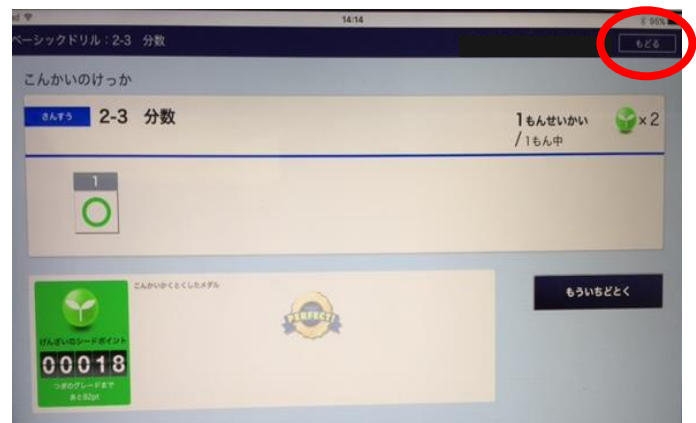 14:14
95%
ベーシックドリル：2-3 分数
もどる
こんかいのけっか
さんすう 2-3 分数
1もんせいかい
/1もん中
×2
1
こんかいかくとくしたメダル
PERFECT!
もういちどとく
げんざいのシードポイント
00018
つぎのグレードまで
あと82pt